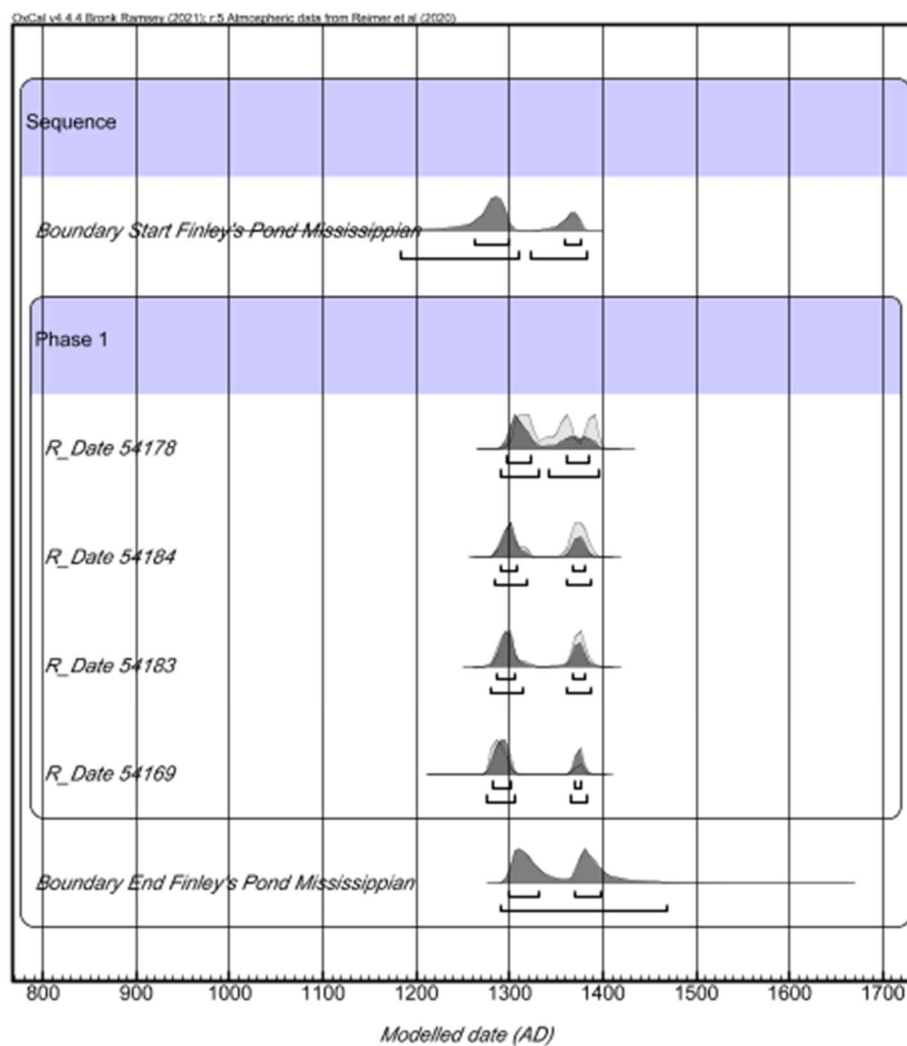 OxCal v4.4.4 Bronk Ramsey (2021); r:5 Atmospheric data from Reimer et al (2020)
Sequence
Boundary Start Finley's Pond Mississippian
Phase 1
R_Date 54178
R_Date 54184
R_Date 54183
R_Date 54169
Boundary End Finley's Pond Mississippian
800 900 1000 1100 1200 1300 1400 1500 1600 1700
Modelled date (AD)